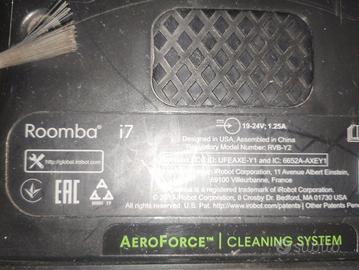 Roomba® i7
19-24V; 1.25A
Designed in USA, Assembled in China
Regulatory Model Number: RVB-Y2
FCC ID: UFEAXE-Y1 and IC: 6652A-AXEY1
http://global.irobot.com
iRobot Corporation, 11 Avenue Albert Einstein,
69100 Villeurbanne, France
EAC
Roomba is a registered trademark of iRobot Corporation.
iRobot Corporation, 8 Crosby Dr. Bedford, MA 01730 USA
All rights reserved. U.S. Pat. www.irobot.com/patents | Other Patents
AEROFORCE™ | CLEANING SYSTEM
Subito